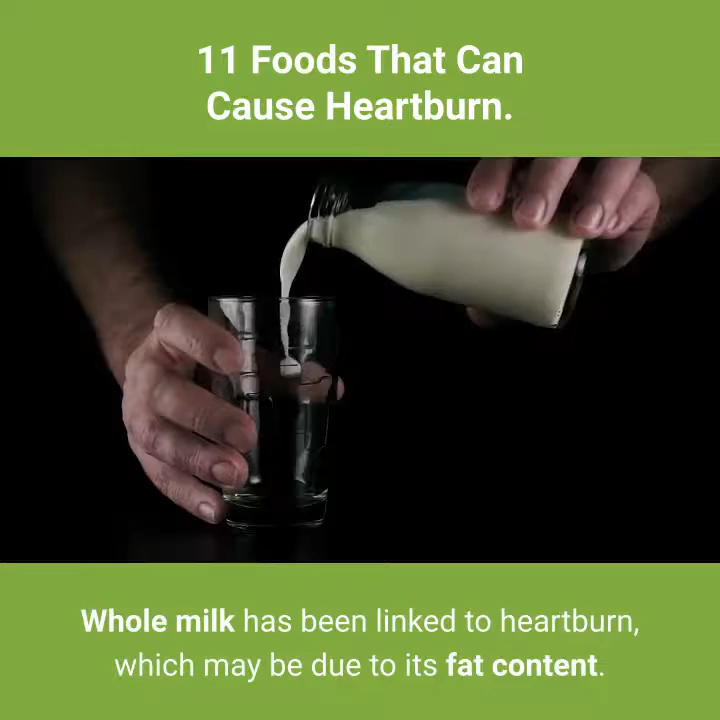 11 Foods That Can
Cause Heartburn.
Whole milk has been linked to heartburn,
which may be due to its fat content.